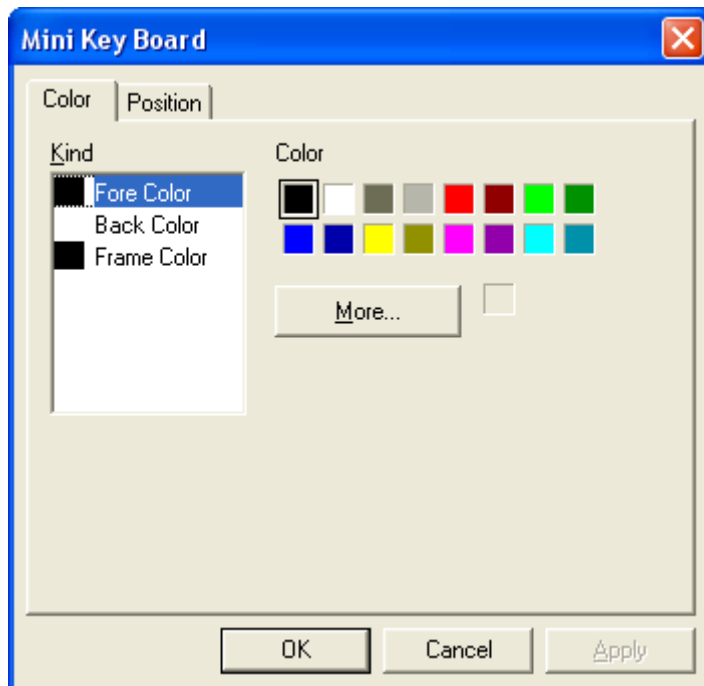 Mini Key Board
Color Position
Kind Color
Fore Color
Back Color
Frame Color
More...
OK Cancel Apply